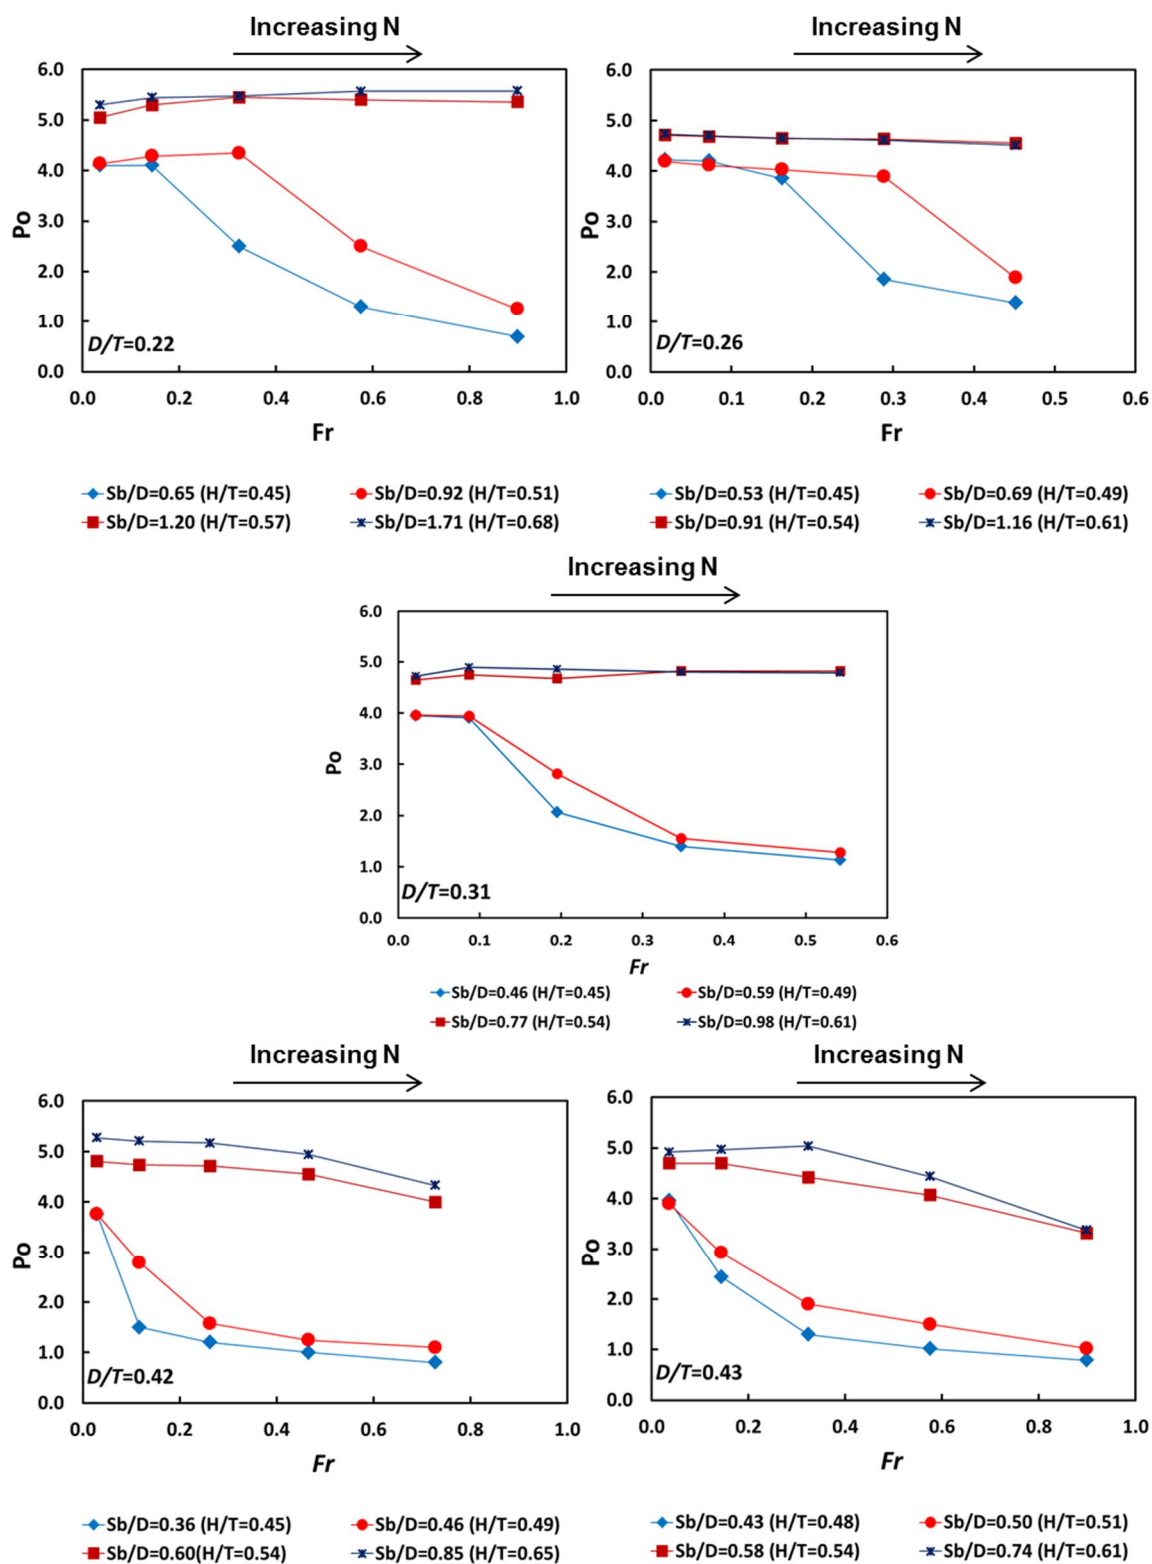 Increasing N
6.0
5.0
4.0
3.0
2.0
1.0
0.0
Po
D/T=0.22
0.0 0.2 0.4 0.6 0.8 1.0
Fr
Sb/D=0.65 (H/T=0.45) Sb/D=0.92 (H/T=0.51)
Sb/D=1.20 (H/T=0.57) Sb/D=1.71 (H/T=0.68)
Increasing N
6.0
5.0
4.0
3.0
2.0
1.0
0.0
Po
D/T=0.26
0.0 0.1 0.2 0.3 0.4 0.5 0.6
Fr
Sb/D=0.53 (H/T=0.45) Sb/D=0.69 (H/T=0.49)
Sb/D=0.91 (H/T=0.54) Sb/D=1.16 (H/T=0.61)
Increasing N
6.0
5.0
4.0
3.0
2.0
1.0
0.0
Po
D/T=0.31
0.0 0.1 0.2 0.3 0.4 0.5 0.6
Fr
Sb/D=0.46 (H/T=0.45) Sb/D=0.59 (H/T=0.49)
Sb/D=0.77 (H/T=0.54) Sb/D=0.98 (H/T=0.61)
Increasing N
6.0
5.0
4.0
3.0
2.0
1.0
0.0
Po
D/T=0.42
0.0 0.2 0.4 0.6 0.8 1.0
Fr
Sb/D=0.36 (H/T=0.45) Sb/D=0.46 (H/T=0.49)
Sb/D=0.60(H/T=0.54) Sb/D=0.85 (H/T=0.65)
Increasing N
6.0
5.0
4.0
3.0
2.0
1.0
0.0
Po
D/T=0.43
0.0 0.2 0.4 0.6 0.8 1.0
Fr
Sb/D=0.43 (H/T=0.48) Sb/D=0.50 (H/T=0.51)
Sb/D=0.58 (H/T=0.54) Sb/D=0.74 (H/T=0.61)